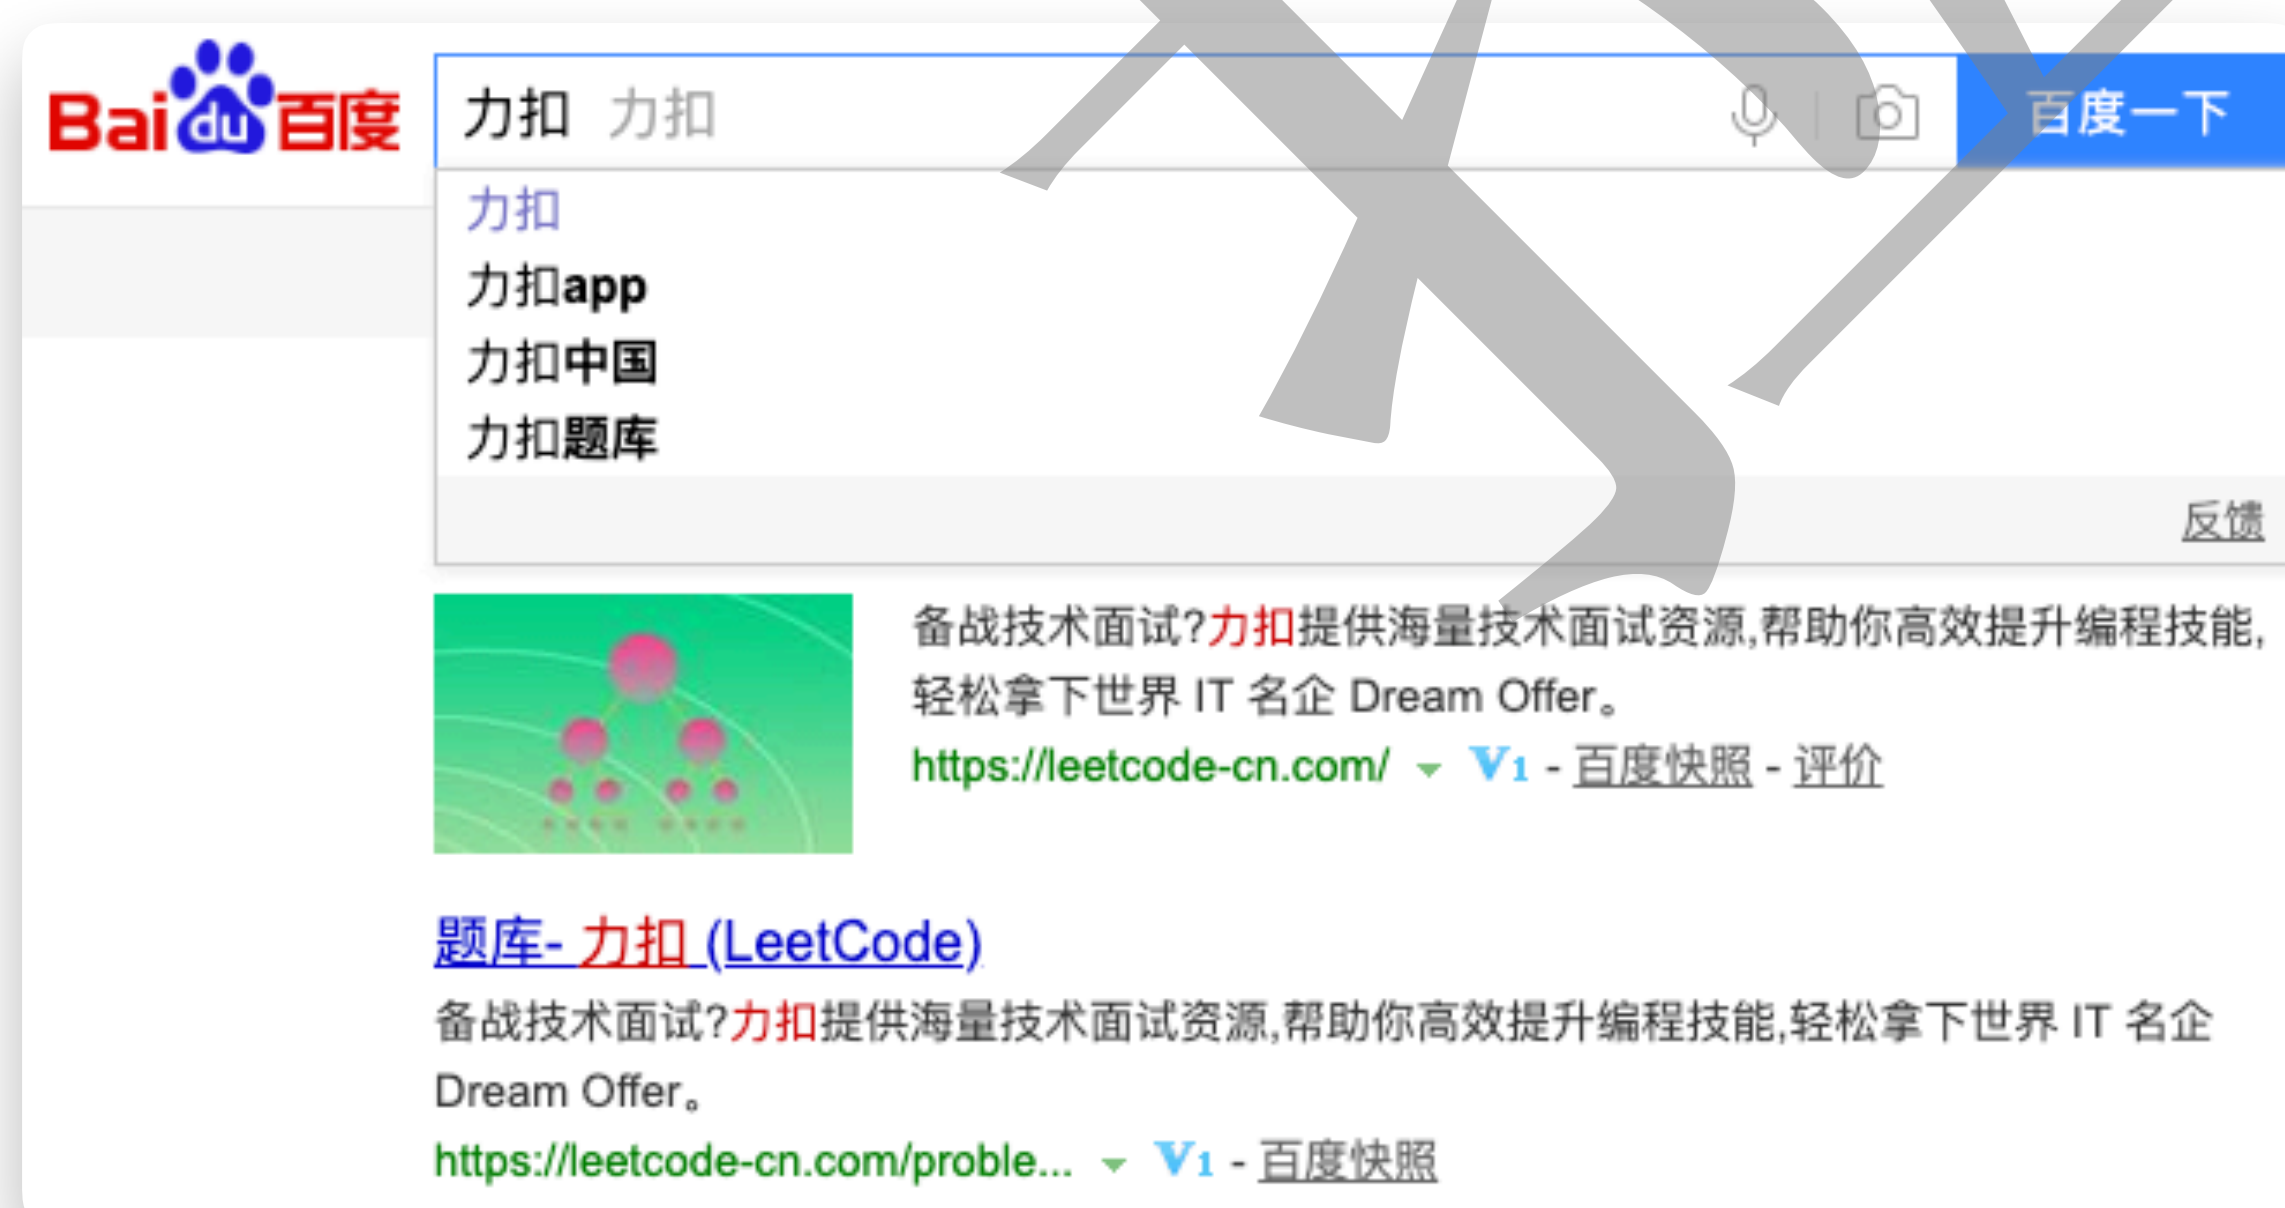 Bai du 百度
力扣 力扣
百度一下
力扣
力扣app
力扣中国
力扣题库
反馈
备战技术面试?力扣提供海量技术面试资源,帮助你高效提升编程技能,
轻松拿下世界 IT 名企 Dream Offer。
https://leetcode-cn.com/ V1 - 百度快照 - 评价
题库- 力扣 (LeetCode)
备战技术面试?力扣提供海量技术面试资源,帮助你高效提升编程技能,轻松拿下世界 IT 名企
Dream Offer。
https://leetcode-cn.com/proble... V1 - 百度快照